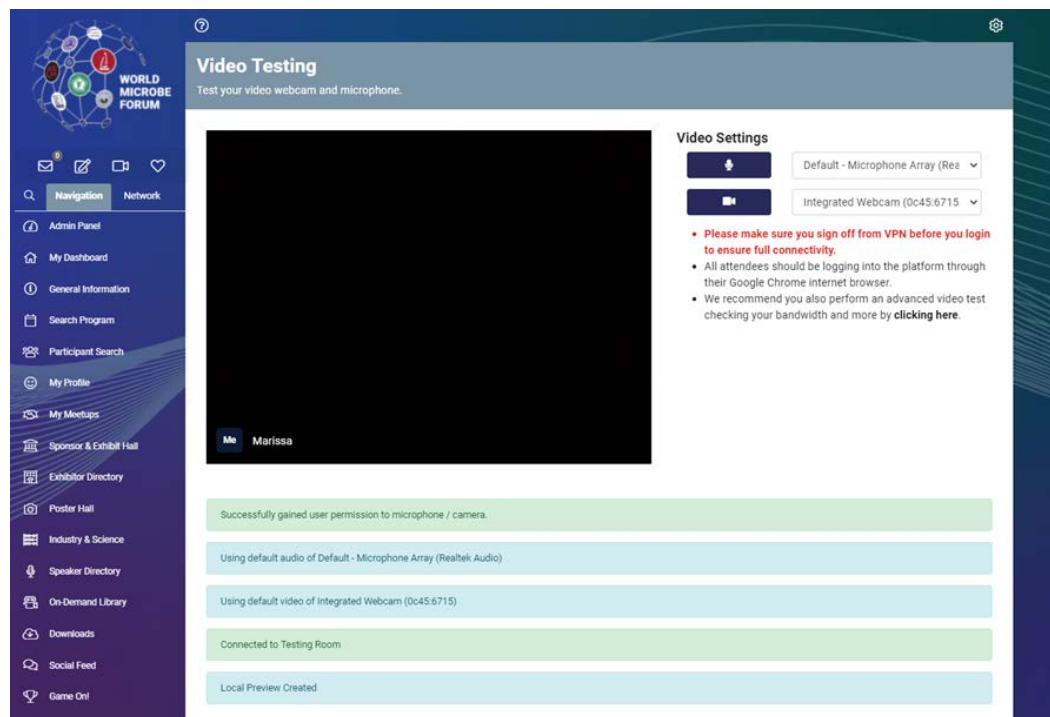 WORLD
MICROBE
FORUM
0
Navigation
Network
Admin Panel
My Dashboard
General Information
Search Program
Participant Search
My Profile
My Meetups
Sponsor & Exhibit Hall
Exhibitor Directory
Poster Hall
Industry & Science
Speaker Directory
On-Demand Library
Downloads
Social Feed
Game On!
Video Testing
Test your video webcam and microphone.
Me Marissa
Video Settings
Default - Microphone Array (Rea
Integrated Webcam (0c45:6715
• Please make sure you sign off from VPN before you login
to ensure full connectivity.
• All attendees should be logging into the platform through
their Google Chrome internet browser.
• We recommend you also perform an advanced video test
checking your bandwidth and more by clicking here.
Successfully gained user permission to microphone / camera.
Using default audio of Default - Microphone Array (Realtek Audio)
Using default video of Integrated Webcam (0c45:6715)
Connected to Testing Room
Local Preview Created